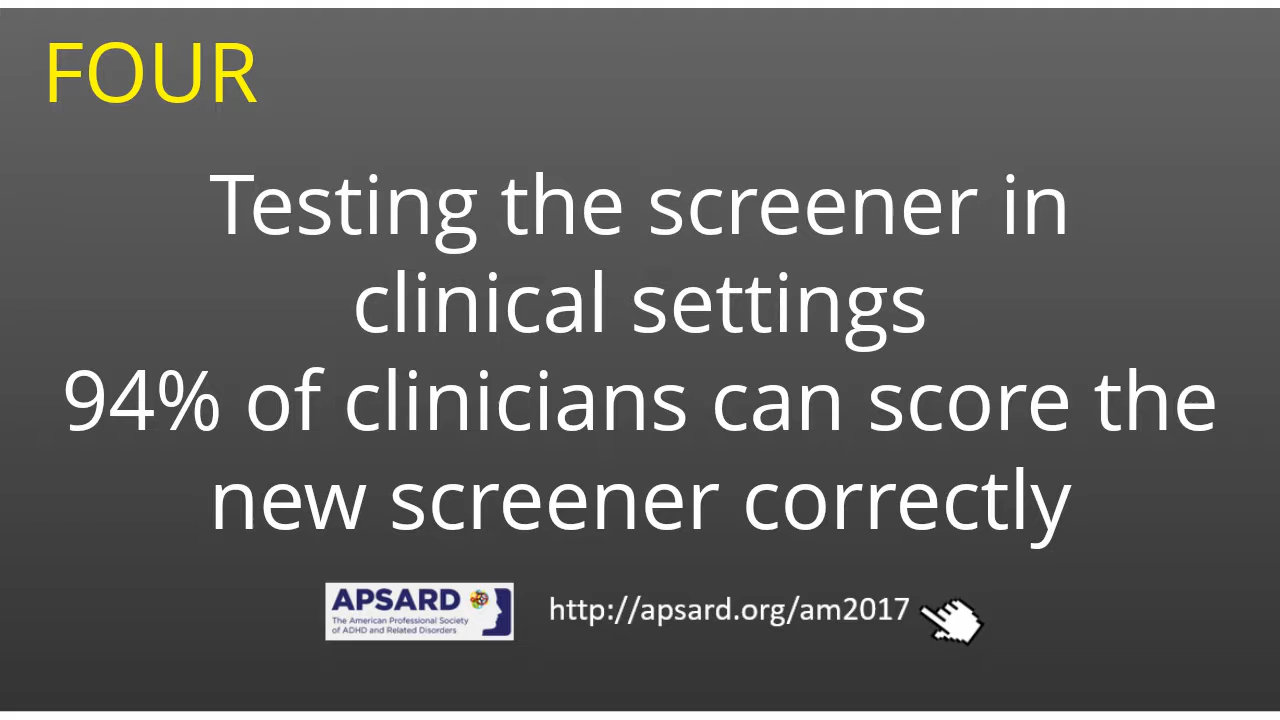 FOUR
Testing the screener in
clinical settings
94% of clinicians can score the
new screener correctly
APSARD
The American Professional Society
of ADHD and Related Disorders
http://apsard.org/am2017